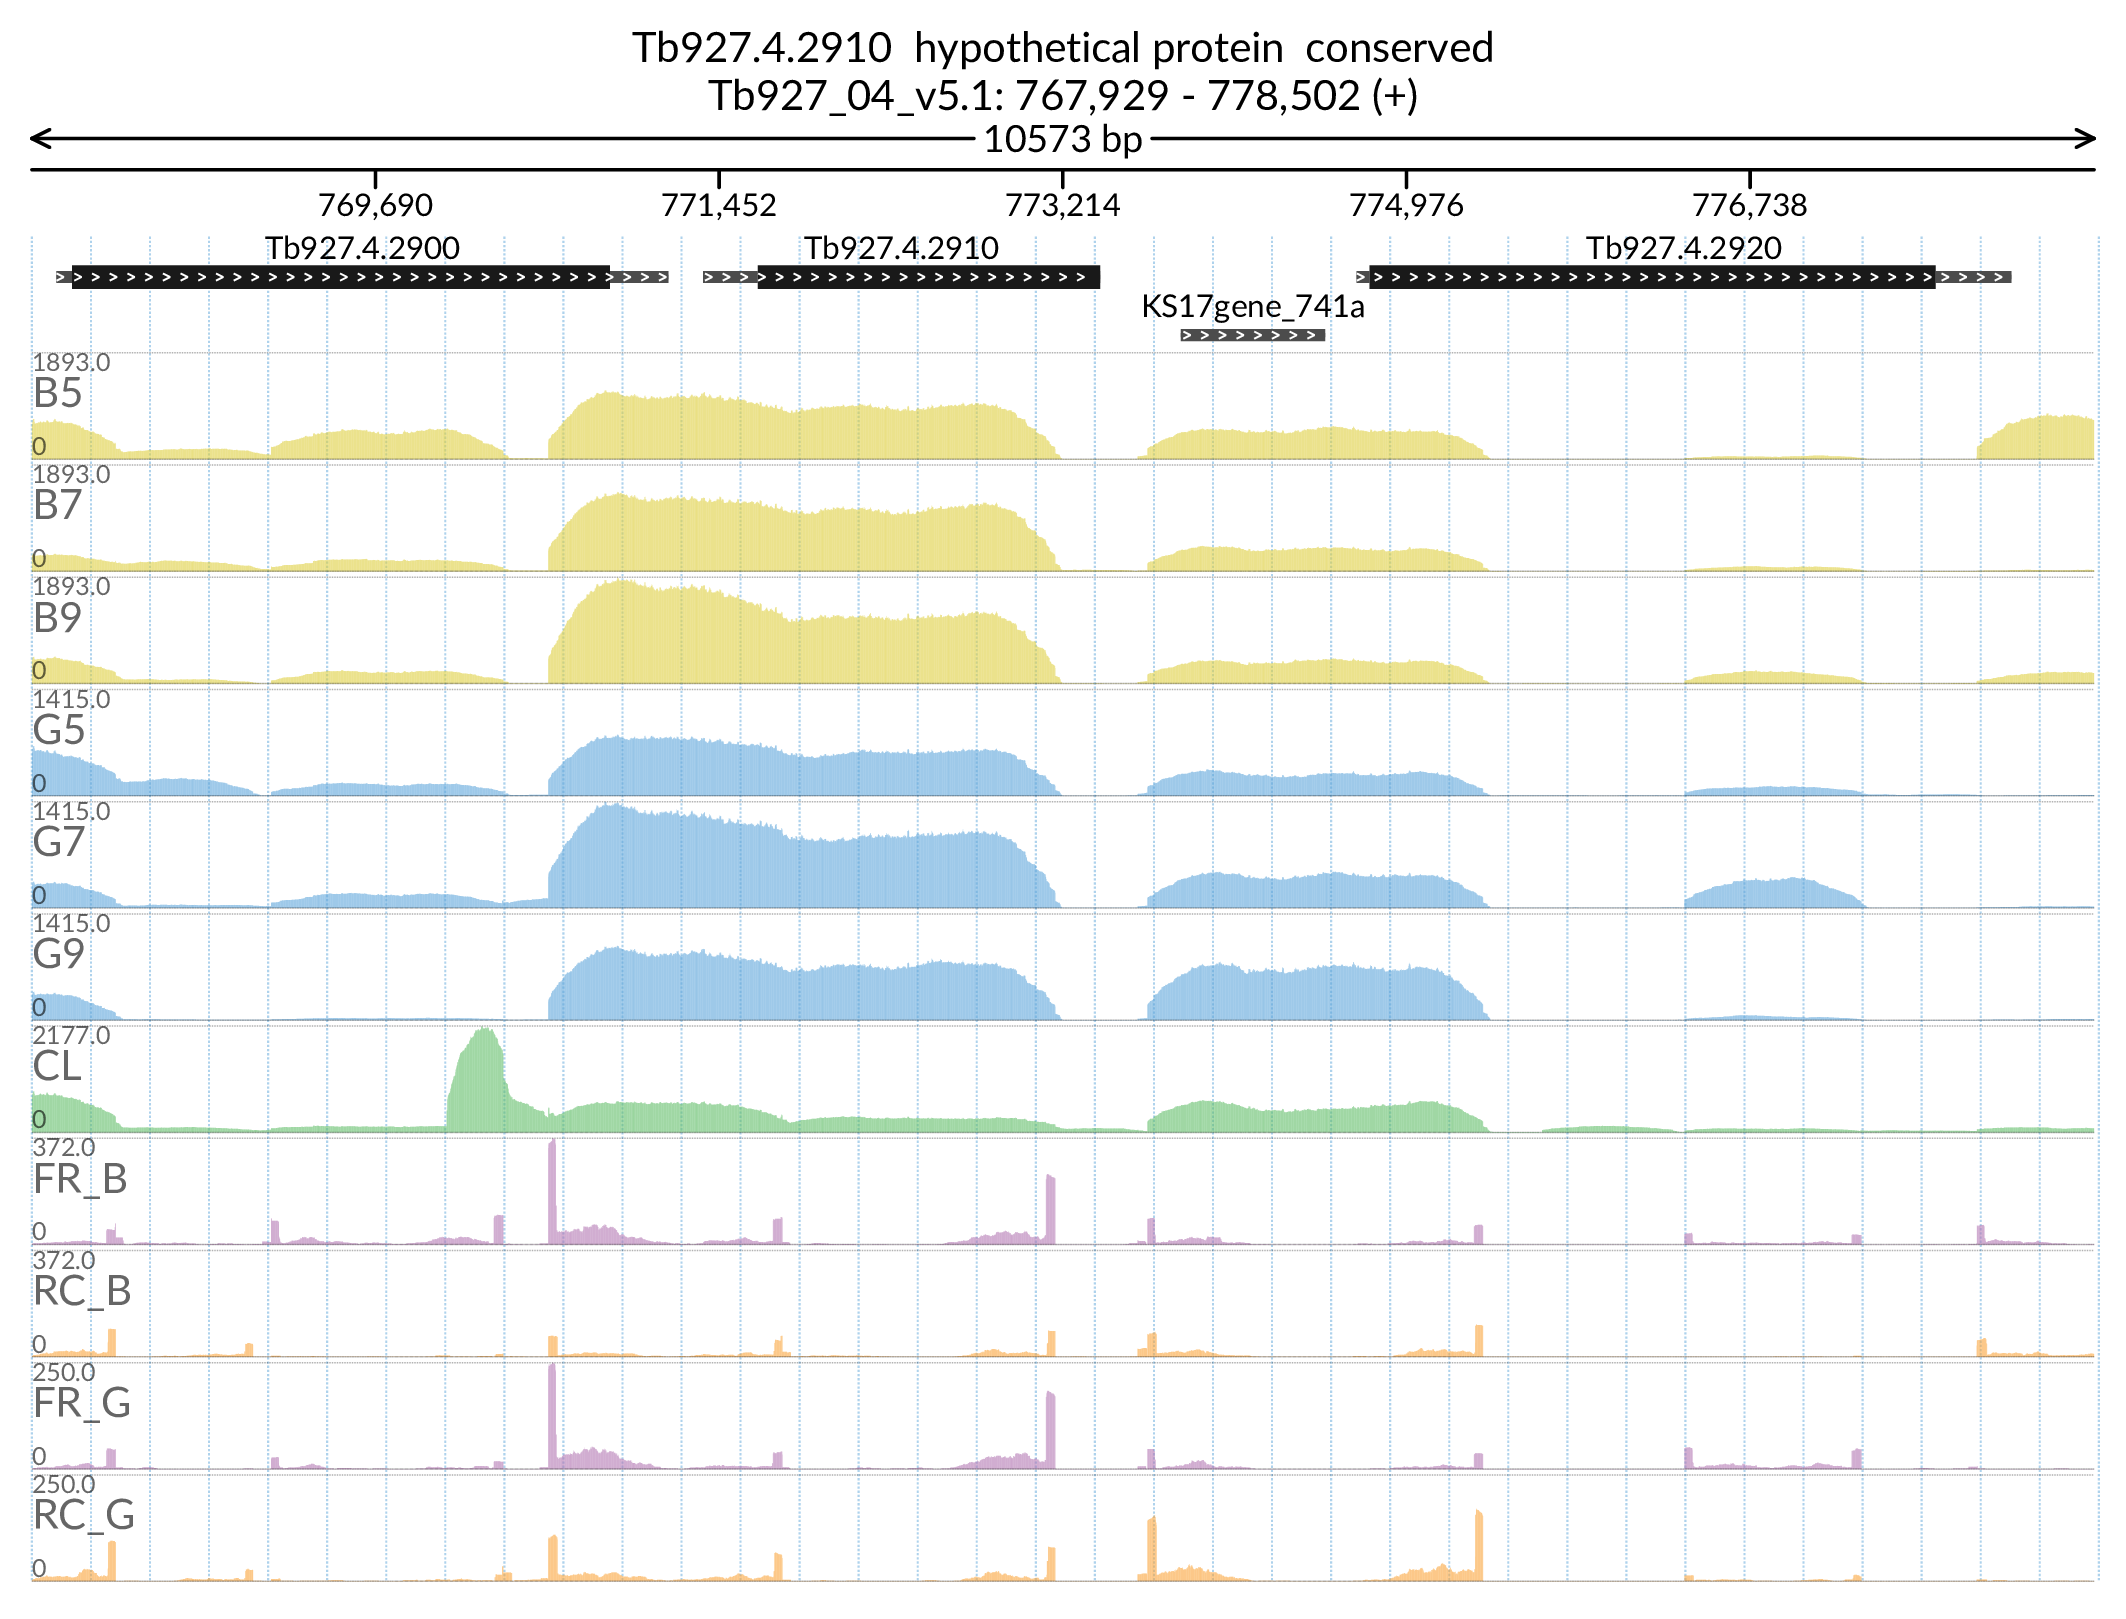 Tb927.4.2910  hypothetical protein  conserved
Tb927_04_v5.1: 767,929 - 778,502 (+)
10573 bp
769,690 771,452 773,214 774,976 776,738
Tb927.4.2900 Tb927.4.2910 Tb927.4.2920
KS17gene_741a
1893.0
B5
0
1893.0
B7
0
1893.0
B9
0
1415.0
G5
0
1415.0
G7
0
1415.0
G9
0
2177.0
CL
0
372.0
FR_B
0
372.0
RC_B
0
250.0
FR_G
0
250.0
RC_G
0